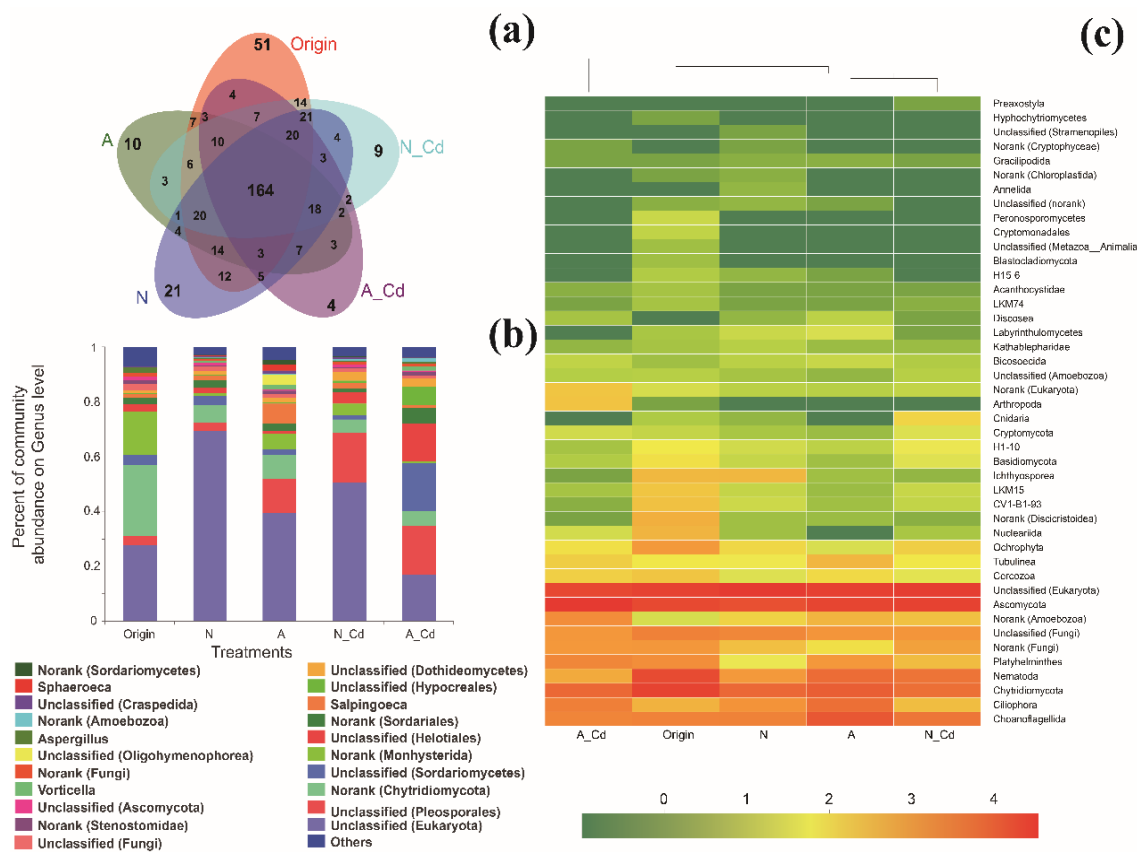 (a)
51
Origin
4
14
7
3
7
21
A
10
10
20
4
N_Cd
9
6
3
3
164
2
2
1
20
18
4
14
3
7
3
12
5
N
21
A_Cd
4
(b)
Percent of community
abundance on Genus level
1
0.8
0.6
0.4
0.2
0
Origin
N
A
N_Cd
A_Cd
Treatments
Norank (Sordariomycetes)
Sphaeroeca
Unclassified (Craspedida)
Norank (Amoebozoa)
Aspergillus
Unclassified (Oligohymenophorea)
Norank (Fungi)
Vorticella
Unclassified (Ascomycota)
Norank (Stenostomidae)
Unclassified (Fungi)
Unclassified (Dothideomycetes)
Unclassified (Hypocreales)
Salpingoeca
Norank (Sordariales)
Unclassified (Helotiales)
Norank (Monhysterida)
Unclassified (Sordariomycetes)
Norank (Chytridiomycota)
Unclassified (Pleosporales)
Unclassified (Eukaryota)
Others
(c)
Preaxostyla
Hyphochytriomycetes
Unclassified (Stramenopiles)
Norank (Cryptophyceae)
Gracilipodida
Norank (Chloroplastida)
Annelida
Unclassified (norank)
Peronosporomycetes
Cryptomonadales
Unclassified (Metazoa__Animalia
Blastocladiomycota
H15 6
Acanthocystidae
LKM74
Discosea
Labyrinthulomycetes
Kathablepharidae
Bicosoecida
Unclassified (Amoebozoa)
Norank (Eukaryota)
Arthropoda
Cnidaria
Cryptomycota
H1-10
Basidiomycota
Ichthyosporea
LKM15
CV1-B1-93
Norank (Discicristoidea)
Nucleariida
Ochrophyta
Tubulinea
Cercozoa
Unclassified (Eukaryota)
Ascomycota
Norank (Amoebozoa)
Unclassified (Fungi)
Norank (Fungi)
Platyhelminthes
Nematoda
Chytridiomycota
Ciliophora
Choanoflagellida
A_Cd
Origin
N
A
N_Cd
0
1
2
3
4